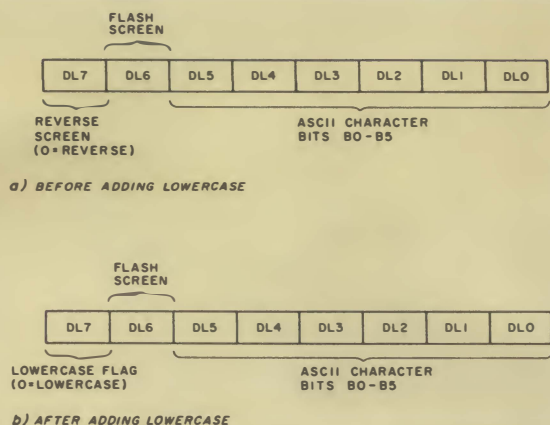 FLASH
SCREEN
DL7 DL6 DL5 DL4 DL3 DL2 DL1 DL0
REVERSE
SCREEN
(0=REVERSE)
ASCII CHARACTER
BITS B0-B5
a) BEFORE ADDING LOWERCASE
FLASH
SCREEN
DL7 DL6 DL5 DL4 DL3 DL2 DL1 DL0
LOWERCASE FLAG
(0=LOWERCASE)
ASCII CHARACTER
BITS B0-B5
b) AFTER ADDING LOWERCASE